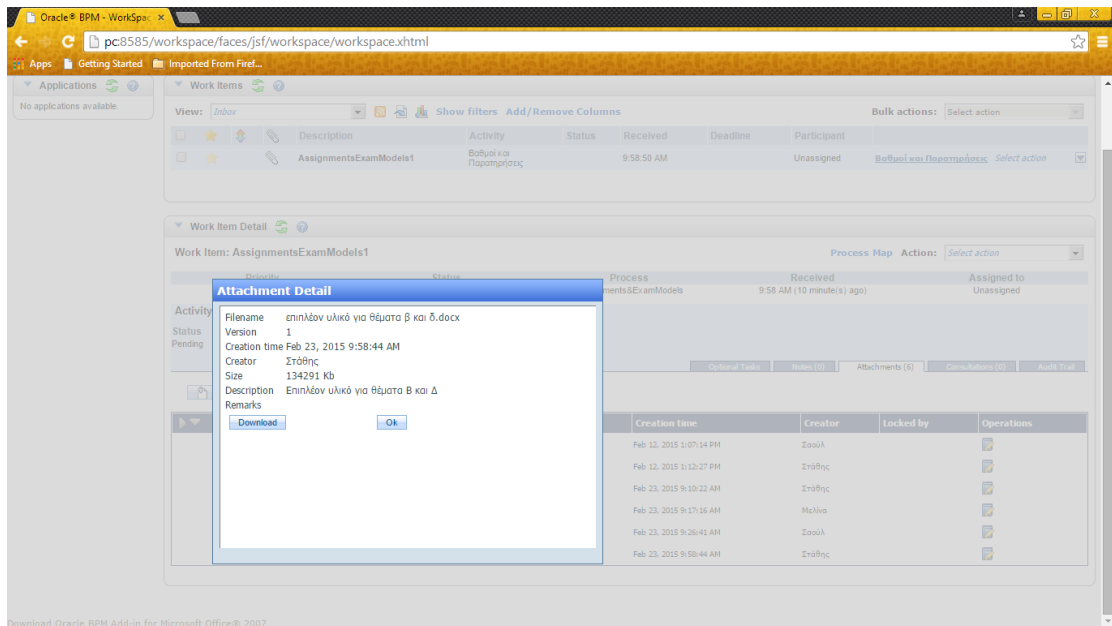 Oracle® BPM - WorkSpac ×
pc:8585/workspace/faces/jsf/workspace/workspace.xhtml
Apps Getting Started Imported From Firef...
Applications
No applications available.
Work Items
View: Inbox Show filters Add/Remove Columns Bulk actions: Select action
Description Activity Status Received Deadline Participant
AssignmentsExamModels1 Βαθμοί και Παρατηρήσεις 9:58:50 AM Unassigned Βαθμοί και Παρατηρήσεις Select action
Work Item Detail
Work Item: AssignmentsExamModels1 Process Map Action: Select action
Priority Status Process Received Assigned to
ments&ExamModels 9:58 AM (10 minute(s) ago) Unassigned
Activity
Status
Pending
Optional Tasks Notes (0) Attachments (6) Consultations (0) Audit Trail
Attachment Detail
Filename επιπλέον υλικό για θέματα β και δ.docx
Version 1
Creation time Feb 23, 2015 9:58:44 AM
Creator Στάθης
Size 134291 Kb
Description Επιπλέον υλικό για θέματα Β και Δ
Remarks
Download Ok
Creation time Creator Locked by Operations
Feb 12, 2015 1:07:14 PM Σαούλ
Feb 12, 2015 1:12:27 PM Στάθης
Feb 23, 2015 9:10:22 AM Στάθης
Feb 23, 2015 9:17:16 AM Μελίνα
Feb 23, 2015 9:26:41 AM Σαούλ
Feb 23, 2015 9:58:44 AM Στάθης
Download Oracle BPM Add-in for Microsoft Office® 2007